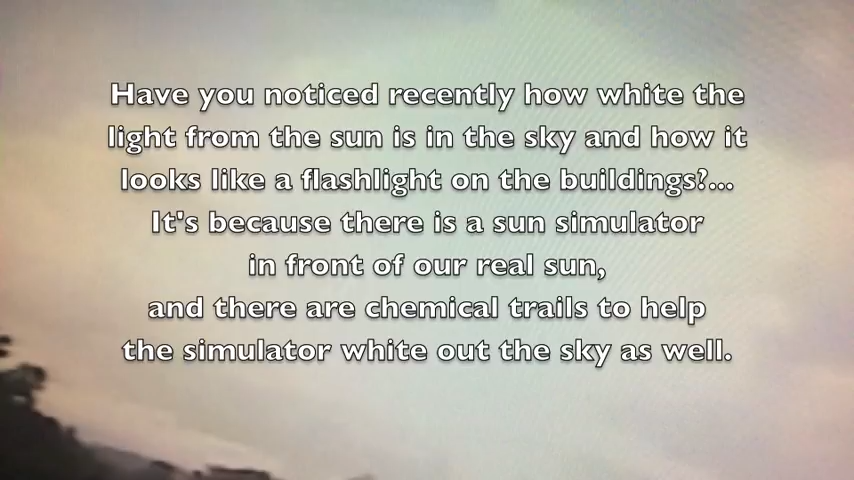 Have you noticed recently how white the
light from the sun is in the sky and how it
looks like a flashlight on the buildings?...
It's because there is a sun simulator
in front of our real sun,
and there are chemical trails to help
the simulator white out the sky as well.